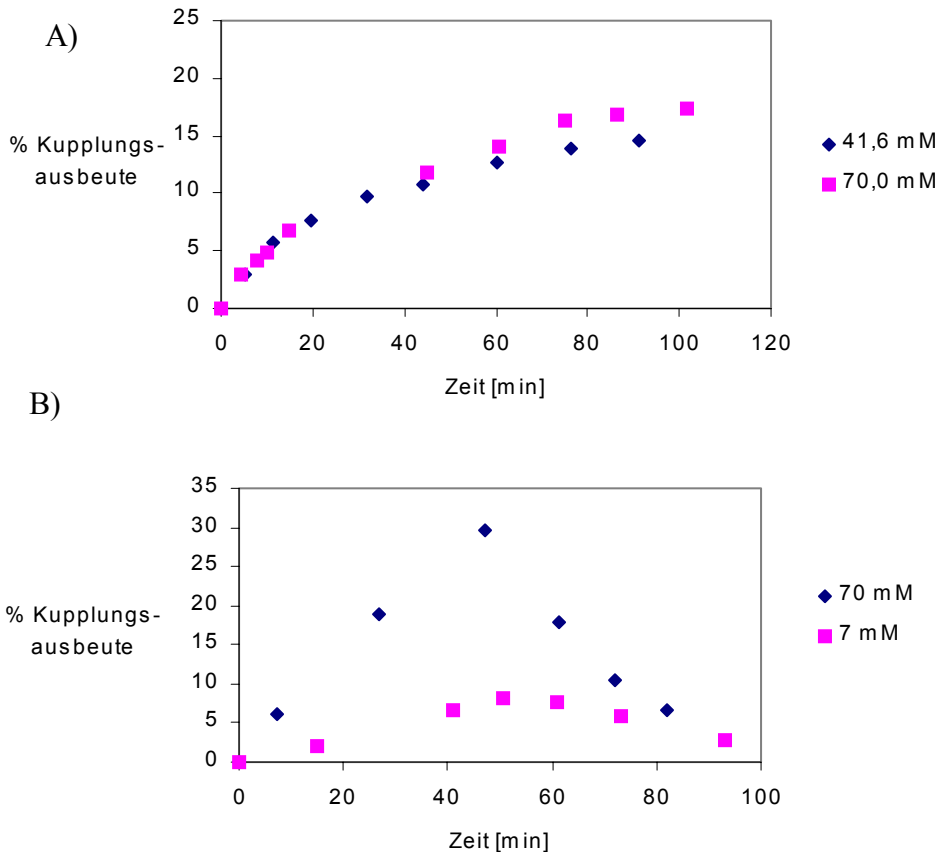 A)
25
20
15
10
5
0
% Kupplungs-
ausbeute
0 20 40 60 80 100 120
Zeit [min]
41,6 mM
70,0 mM
B)
35
30
25
20
15
10
5
0
% Kupplungs-
ausbeute
0 20 40 60 80 100
Zeit [min]
70 mM
7 mM